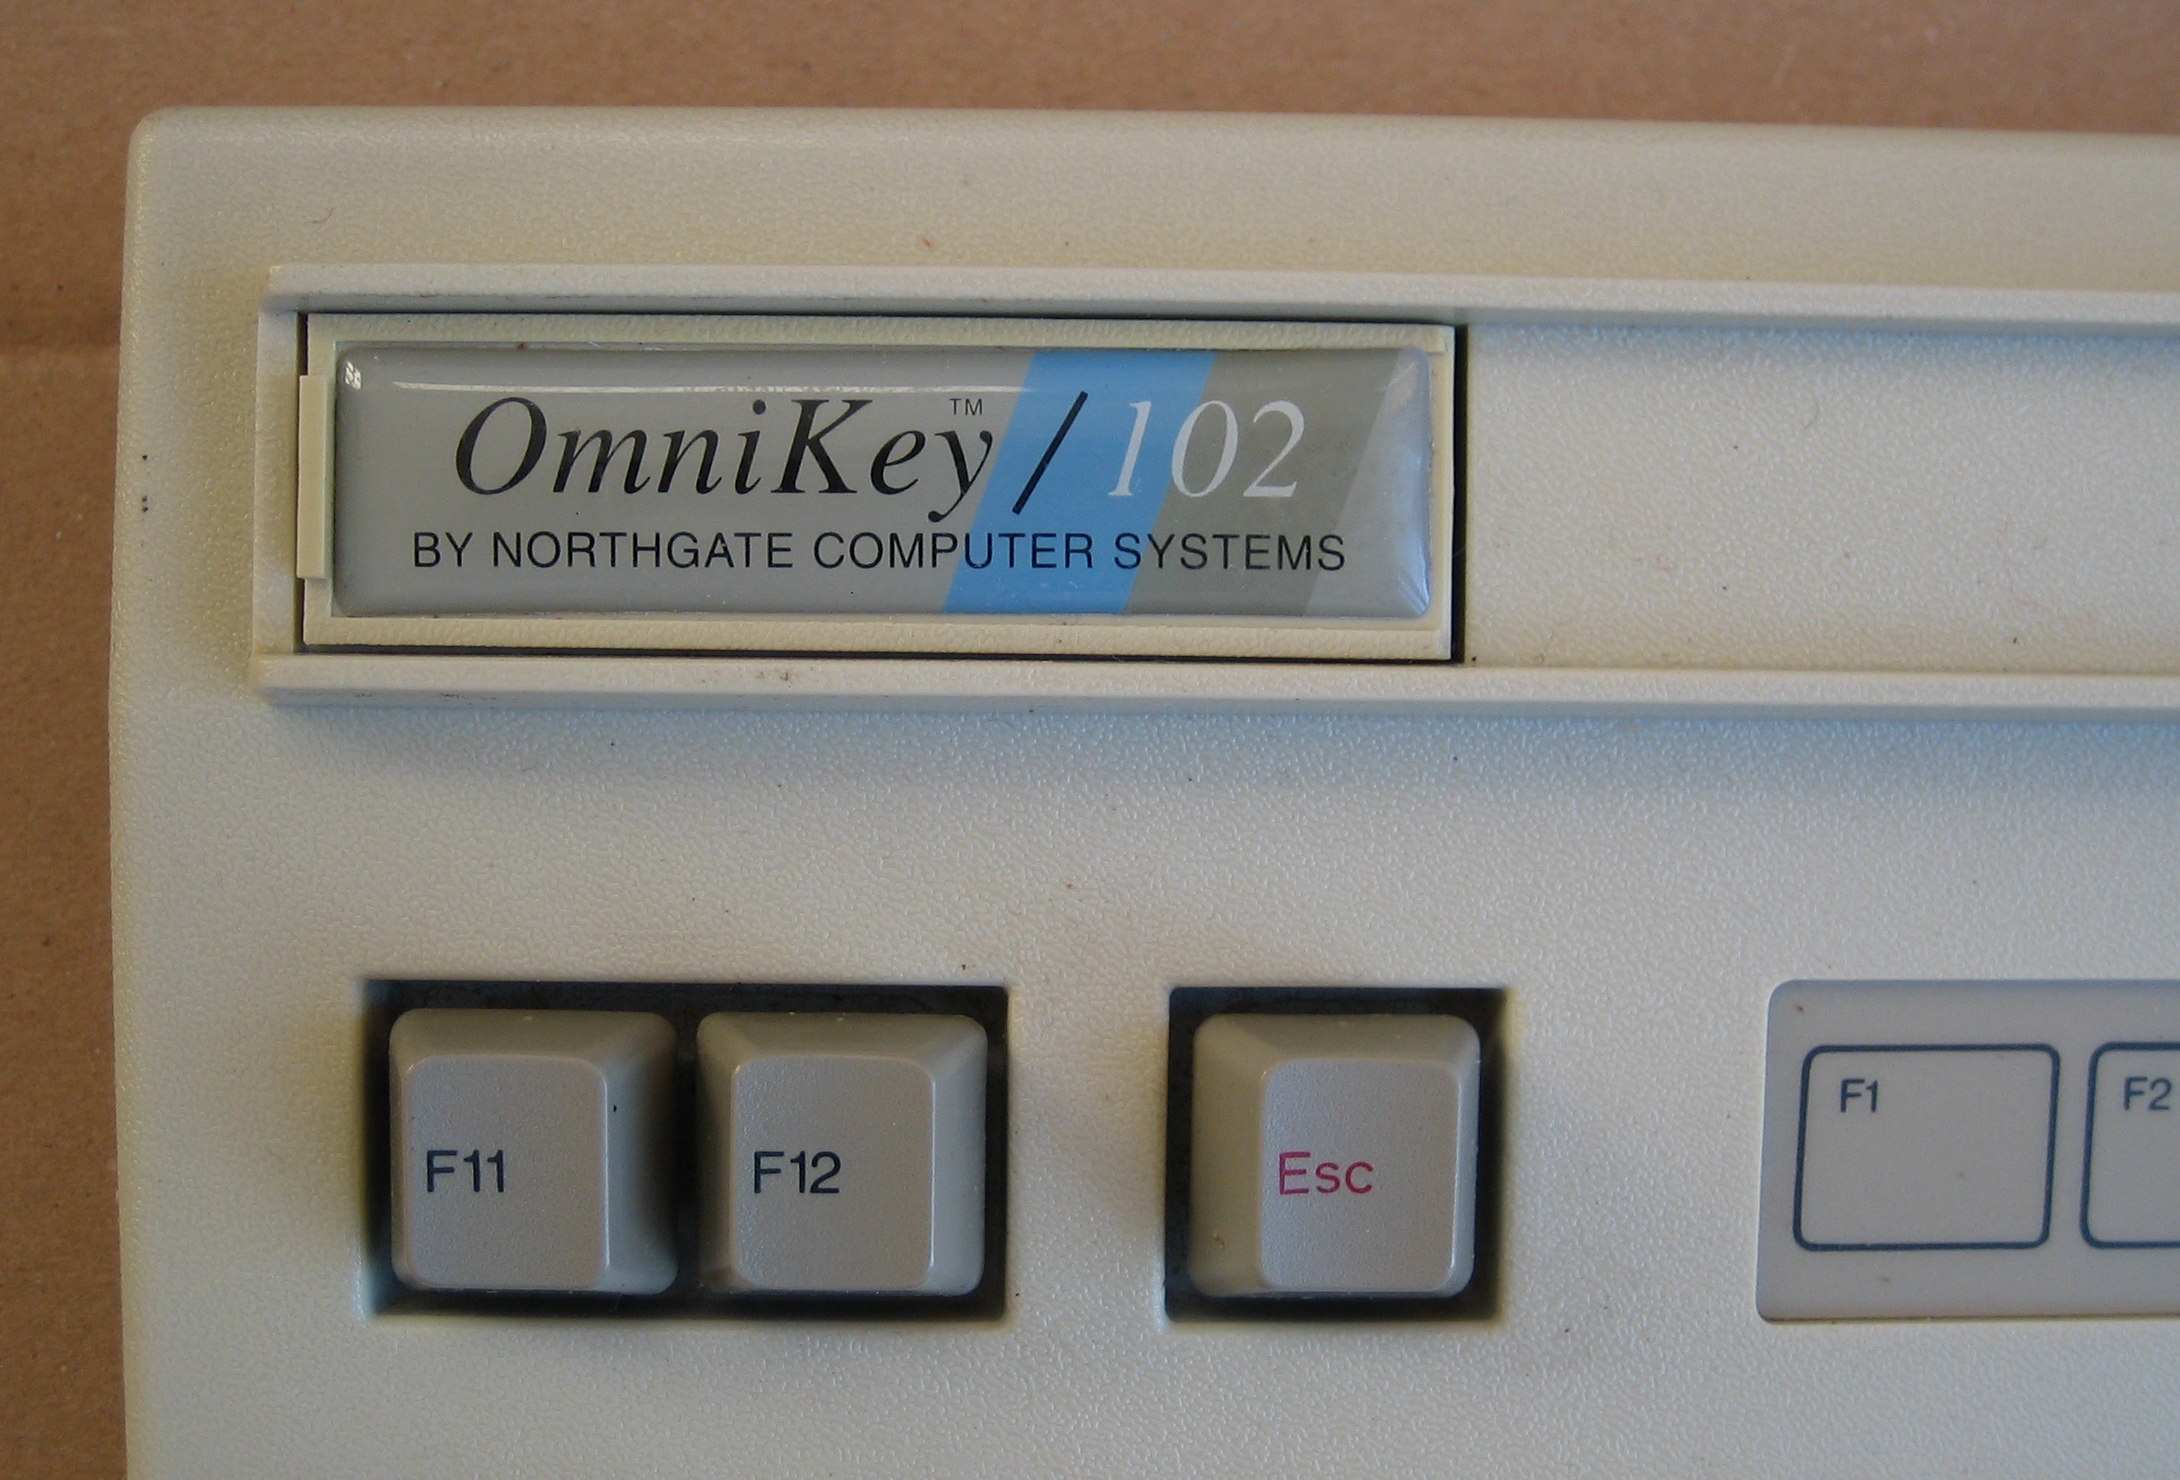 OmniKey™/102
BY NORTHGATE COMPUTER SYSTEMS
F11 F12 Esc F1 F2